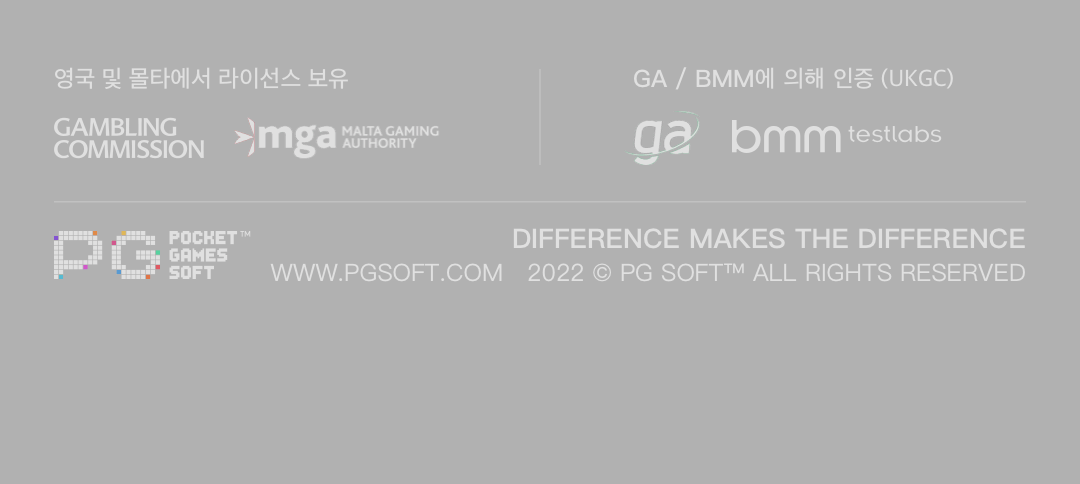 영국 및 몰타에서 라이선스 보유
GAMBLING
COMMISSION
mga MALTA GAMING
AUTHORITY
GA / BMM에 의해 인증 (UKGC)
ga bmm testlabs
PG POCKET™
GAMES
SOFT
WWW.PGSOFT.COM
DIFFERENCE MAKES THE DIFFERENCE
2022 © PG SOFT™ ALL RIGHTS RESERVED